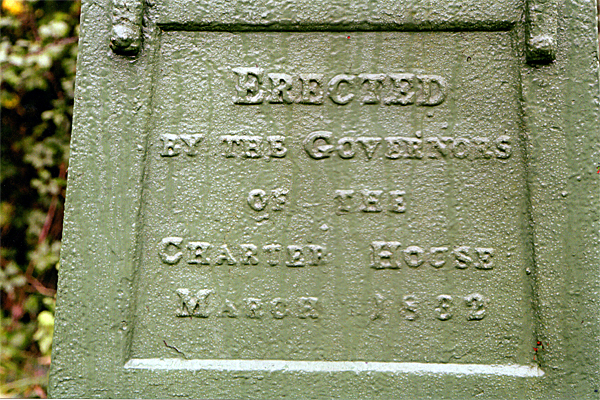 ERECTED
BY THE GOVERNORS
OF THE
CHARTER HOUSE
MARCH 1832